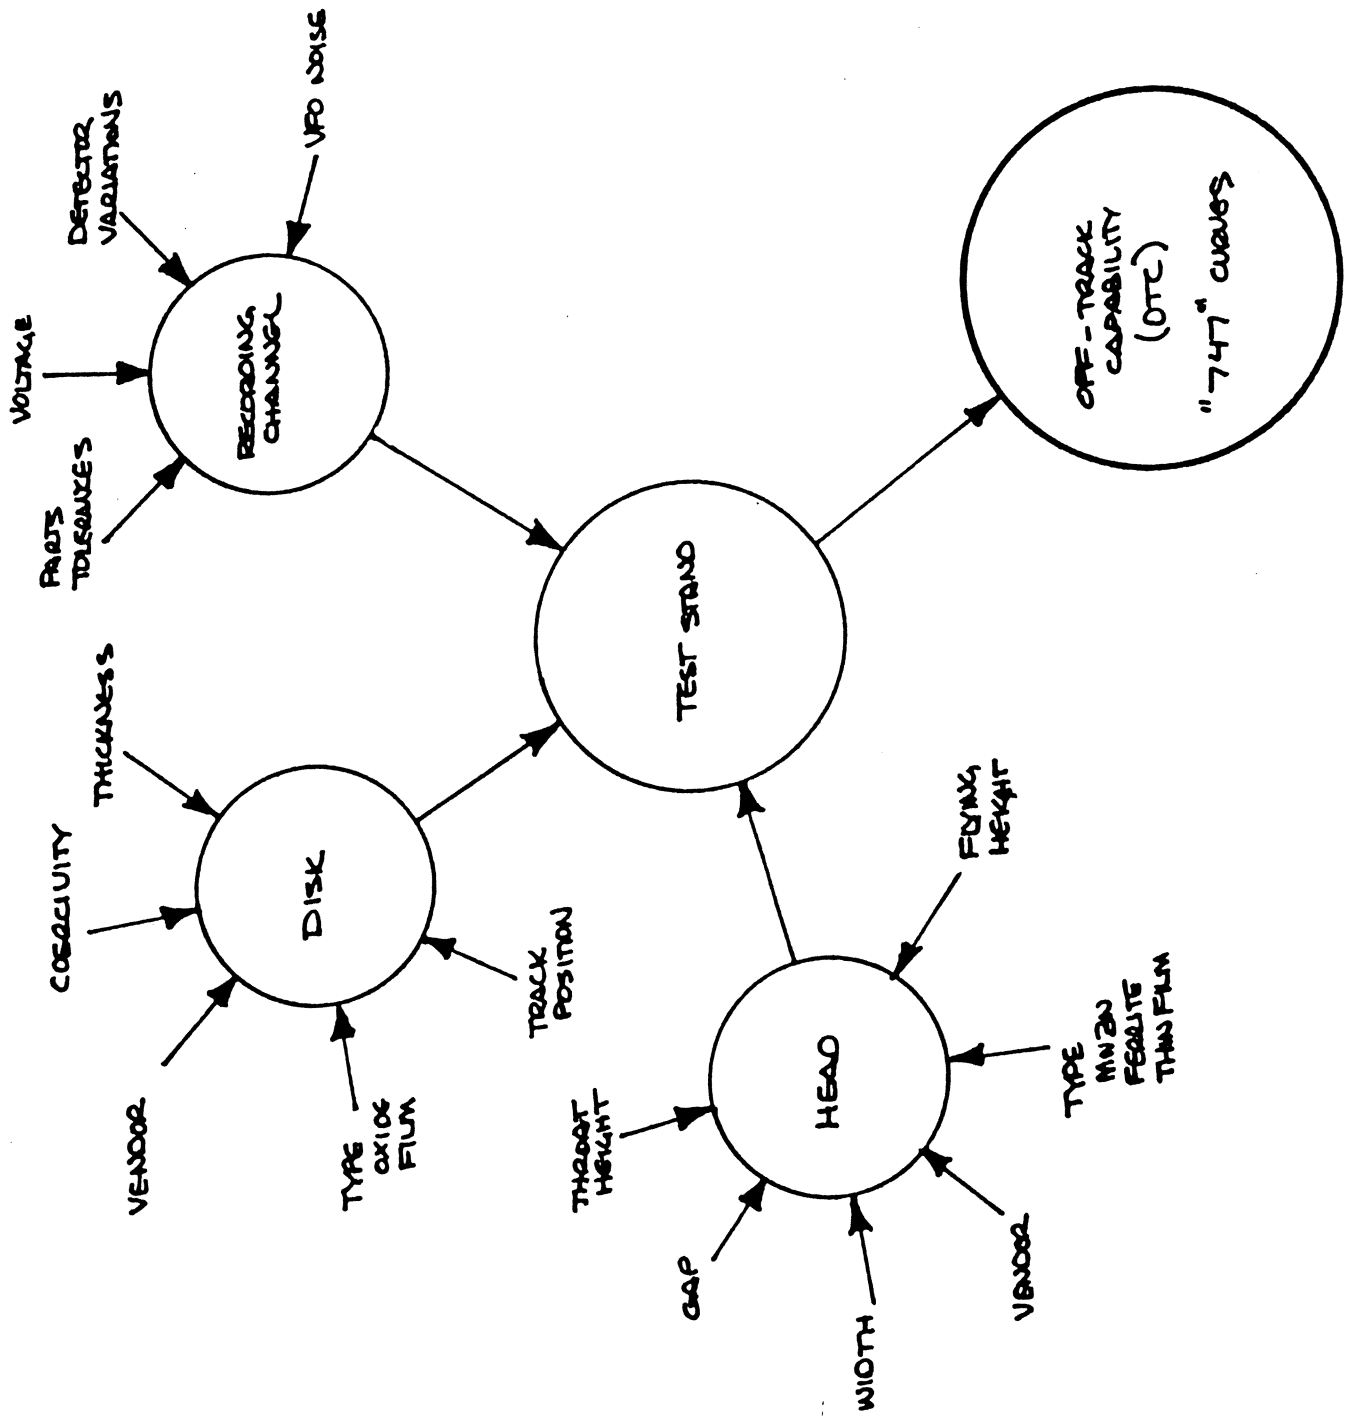 VOLTAGE
PARTS
TOLERANCES
DETECTOR
VARIATIONS
VFO NOISE
RECORDING
CHANNEL
COERCIVITY
THICKNESS
VENDOR
DISK
TYPE
OXIDE
FILM
TRACK
POSITION
TEST STAND
THROAT
HEIGHT
GAP
WIDTH
HEAD
FLYING
HEIGHT
VENDOR
TYPE
MN ZN
FERRITE
THIN FILM
OFF-TRACK
CAPABILITY
(OTC)
"747" CURVES